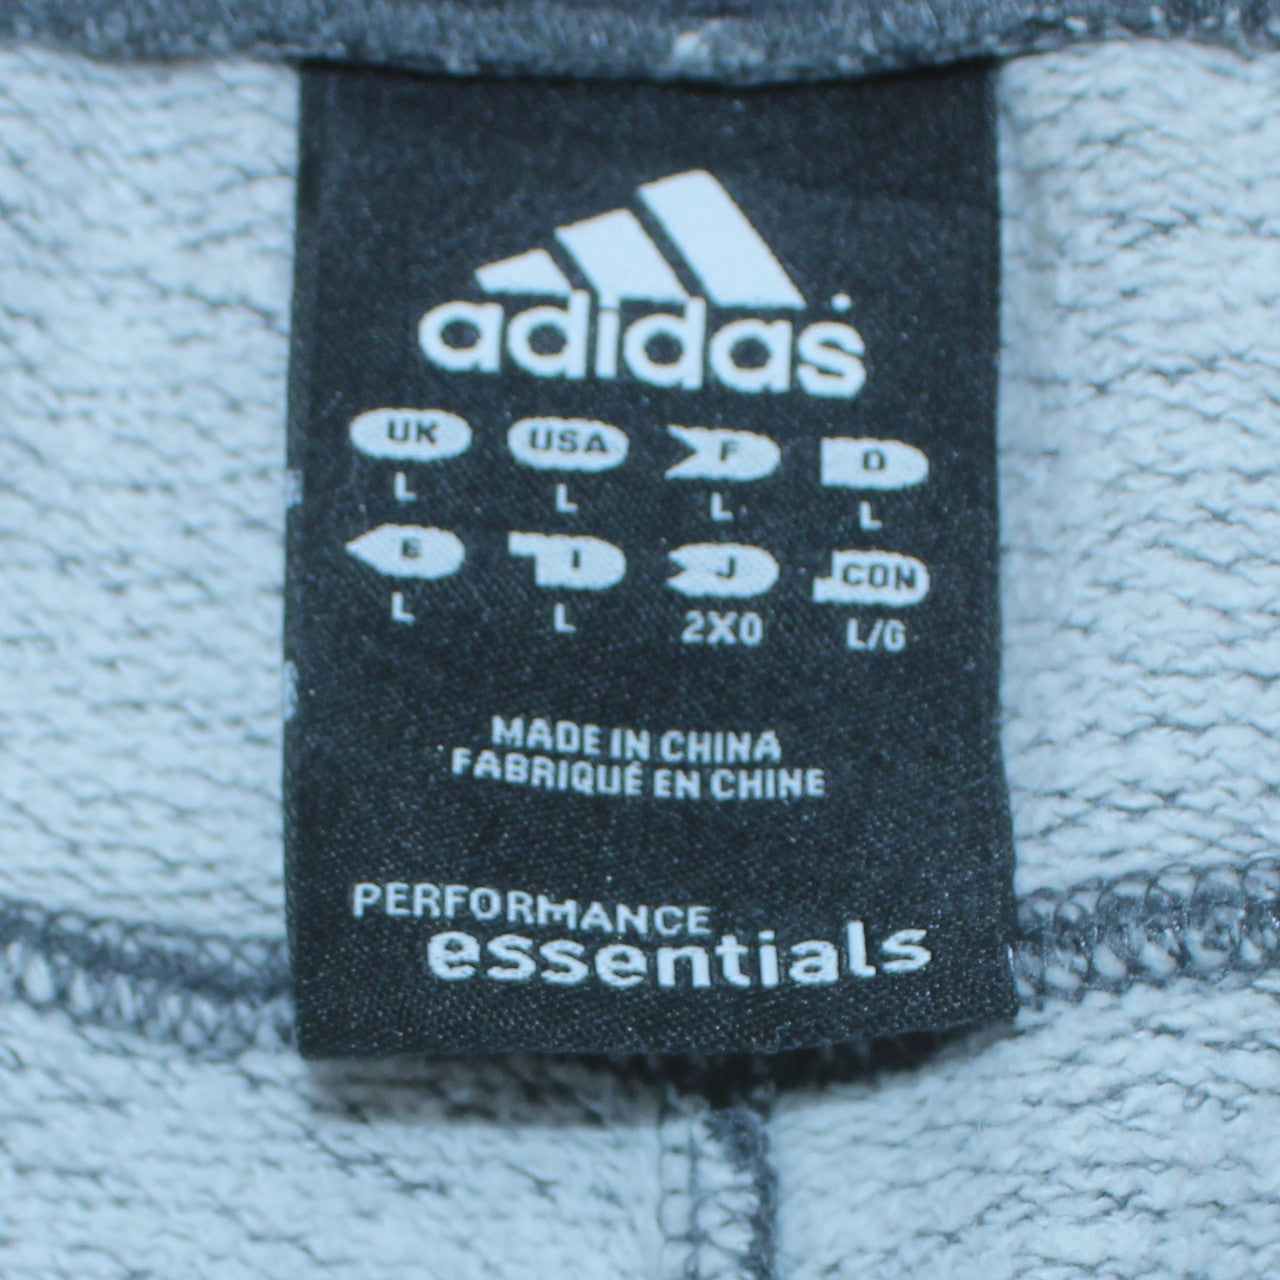 adidas
UK USA F D
L L L L
E I J CON
L L 2XO L/G
MADE IN CHINA
FABRIQUÉ EN CHINE
PERFORMANCE
essentials